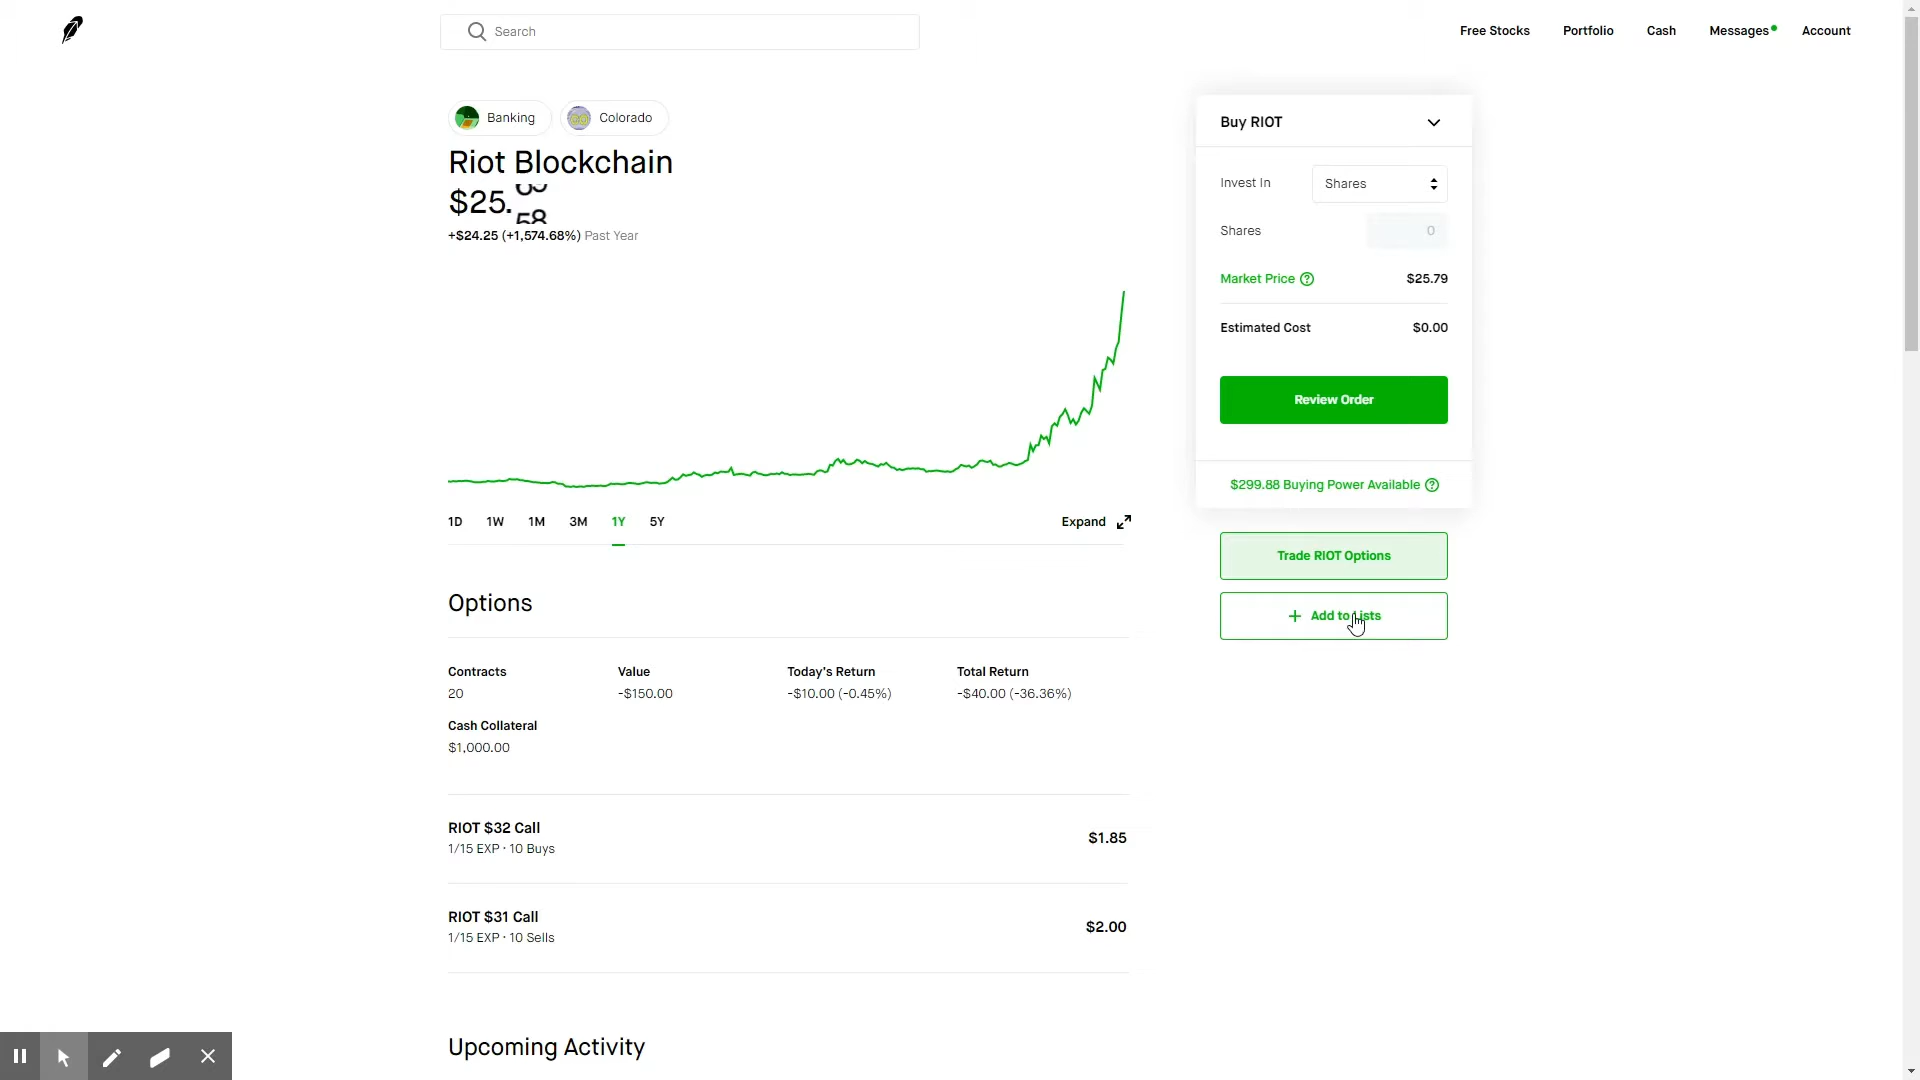 Search
Free Stocks
Portfolio
Cash
Messages
Account
Banking
Colorado
Riot Blockchain
$25.
+$24.25 (+1,574.68%) Past Year
1D
1W
1M
3M
1Y
5Y
Expand
Options
Contracts
20
Value
-$150.00
Today's Return
-$10.00 (-0.45%)
Total Return
-$40.00 (-36.36%)
Cash Collateral
$1,000.00
RIOT $32 Call
1/15 EXP · 10 Buys
$1.85
RIOT $31 Call
1/15 EXP · 10 Sells
$2.00
Upcoming Activity
Buy RIOT
Invest In
Shares
Shares
0
Market Price
$25.79
Estimated Cost
$0.00
Review Order
$299.88 Buying Power Available
Trade RIOT Options
Add to Lists